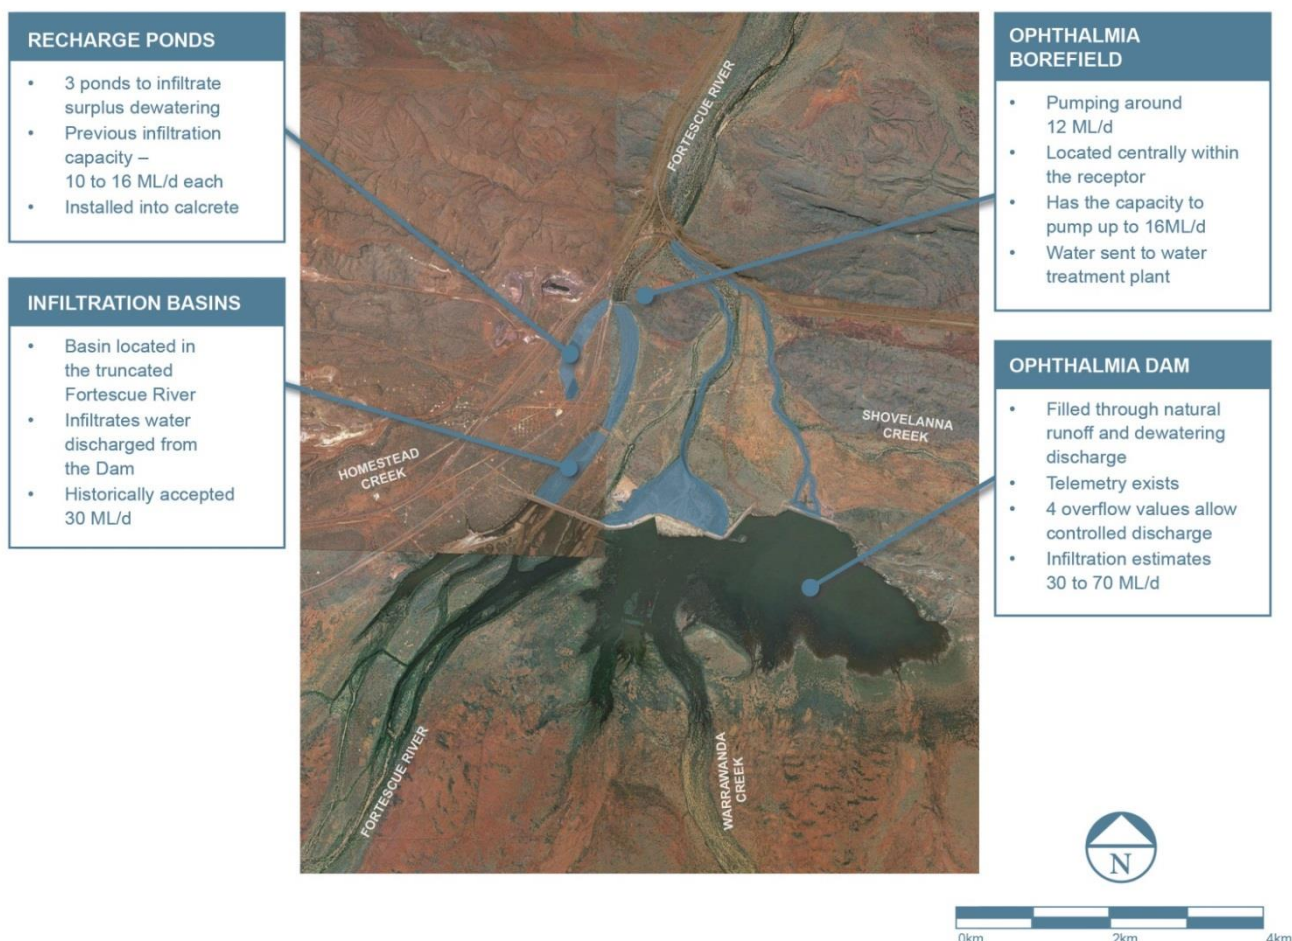 RECHARGE PONDS
• 3 ponds to infiltrate
surplus dewatering
• Previous infiltration
capacity –
10 to 16 ML/d each
• Installed into calcrete
INFILTRATION BASINS
• Basin located in
the truncated
Fortescue River
• Infiltrates water
discharged from
the Dam
• Historically accepted
30 ML/d
FORTESCUE RIVER
HOMESTEAD
CREEK
SHOVELANNA
CREEK
FORTESCUE RIVER
WARRAWANDA
CREEK
OPHTHALMIA
BOREFIELD
• Pumping around
12 ML/d
• Located centrally within
the receptor
• Has the capacity to
pump up to 16ML/d
• Water sent to water
treatment plant
OPHTHALMIA DAM
• Filled through natural
runoff and dewatering
discharge
• Telemetry exists
• 4 overflow values allow
controlled discharge
• Infiltration estimates
30 to 70 ML/d
N
0km 2km 4km